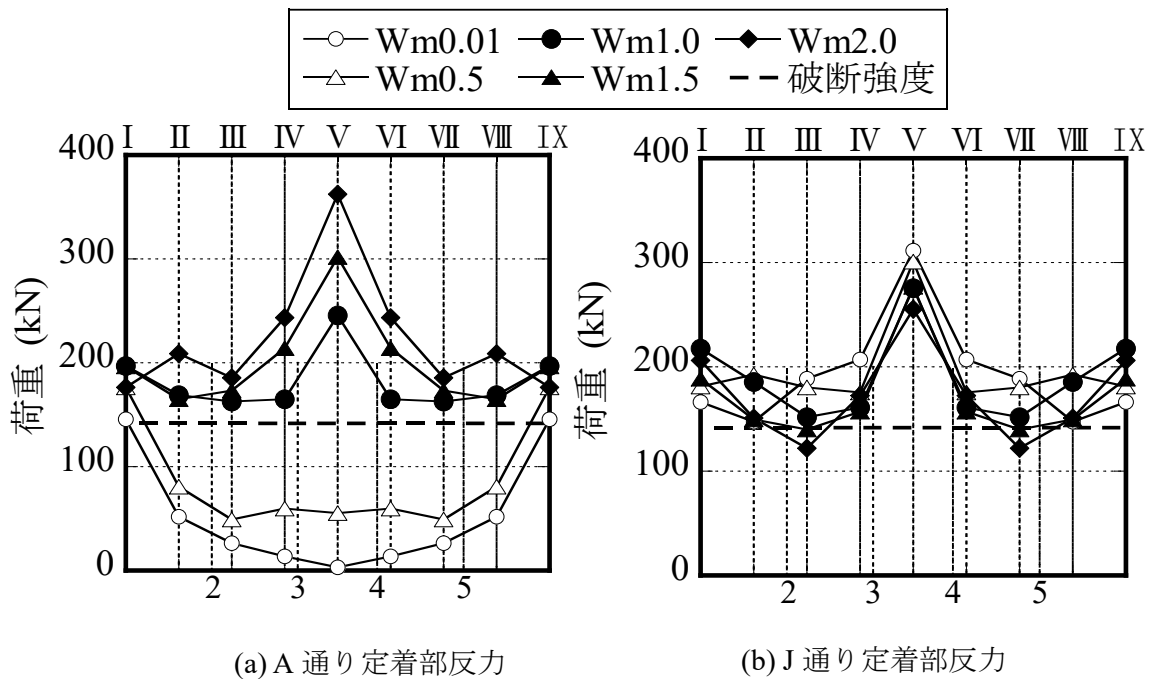 Wm0.01 Wm1.0 Wm2.0
Wm0.5 Wm1.5 破断強度
Ⅰ Ⅱ Ⅲ Ⅳ Ⅴ Ⅵ Ⅶ Ⅷ Ⅸ
400
300
200
100
0
荷重 (kN)
2 3 4 5
(a) A 通り定着部反力
Ⅰ Ⅱ Ⅲ Ⅳ Ⅴ Ⅵ Ⅶ Ⅷ Ⅸ
400
300
200
100
0
荷重 (kN)
2 3 4 5
(b) J 通り定着部反力